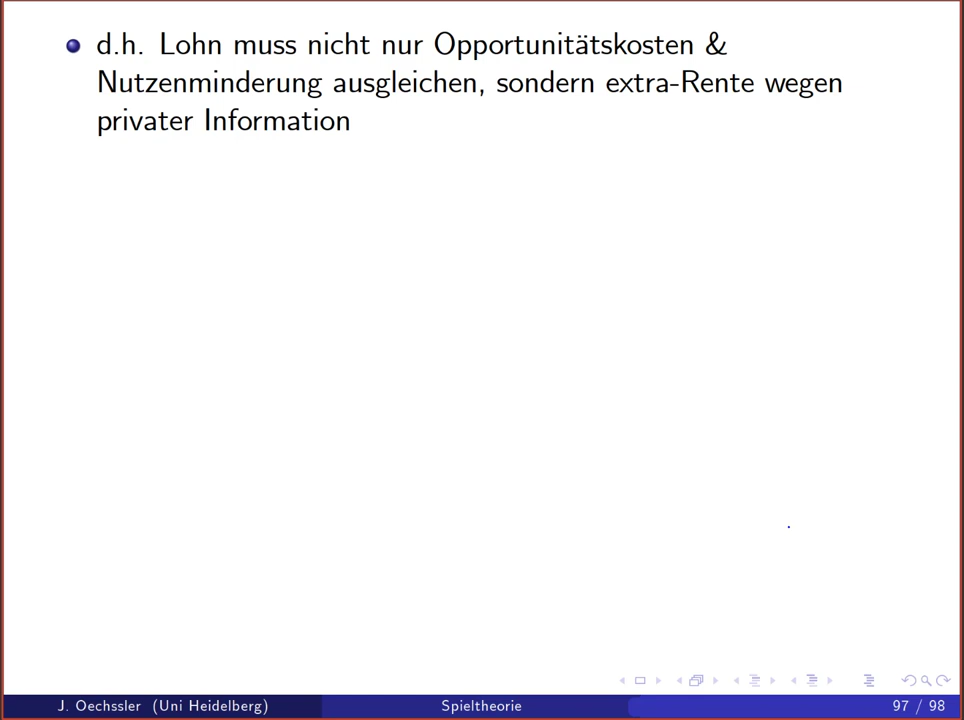 d.h. Lohn muss nicht nur Opportunitätskosten &
Nutzenminderung ausgleichen, sondern extra-Rente wegen
privater Information
J. Oechssler (Uni Heidelberg) Spieltheorie 97 / 98